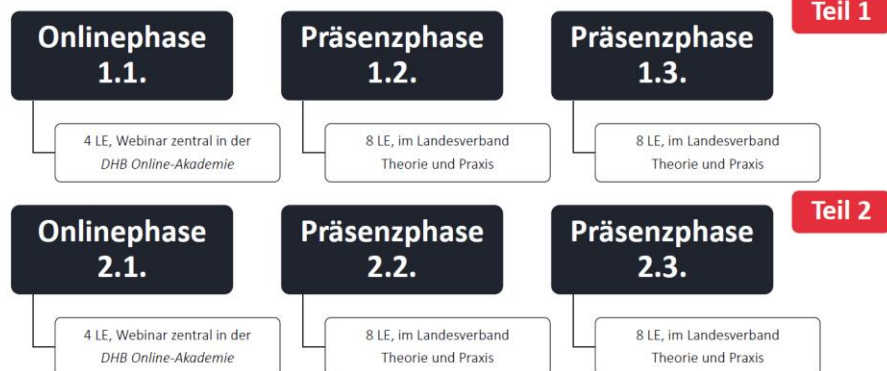 Teil 1
Onlinephase
1.1.
Präsenzphase
1.2.
Präsenzphase
1.3.
4 LE, Webinar zentral in der
DHB Online-Akademie
8 LE, im Landesverband
Theorie und Praxis
8 LE, im Landesverband
Theorie und Praxis
Teil 2
Onlinephase
2.1.
Präsenzphase
2.2.
Präsenzphase
2.3.
4 LE, Webinar zentral in der
DHB Online-Akademie
8 LE, im Landesverband
Theorie und Praxis
8 LE, im Landesverband
Theorie und Praxis